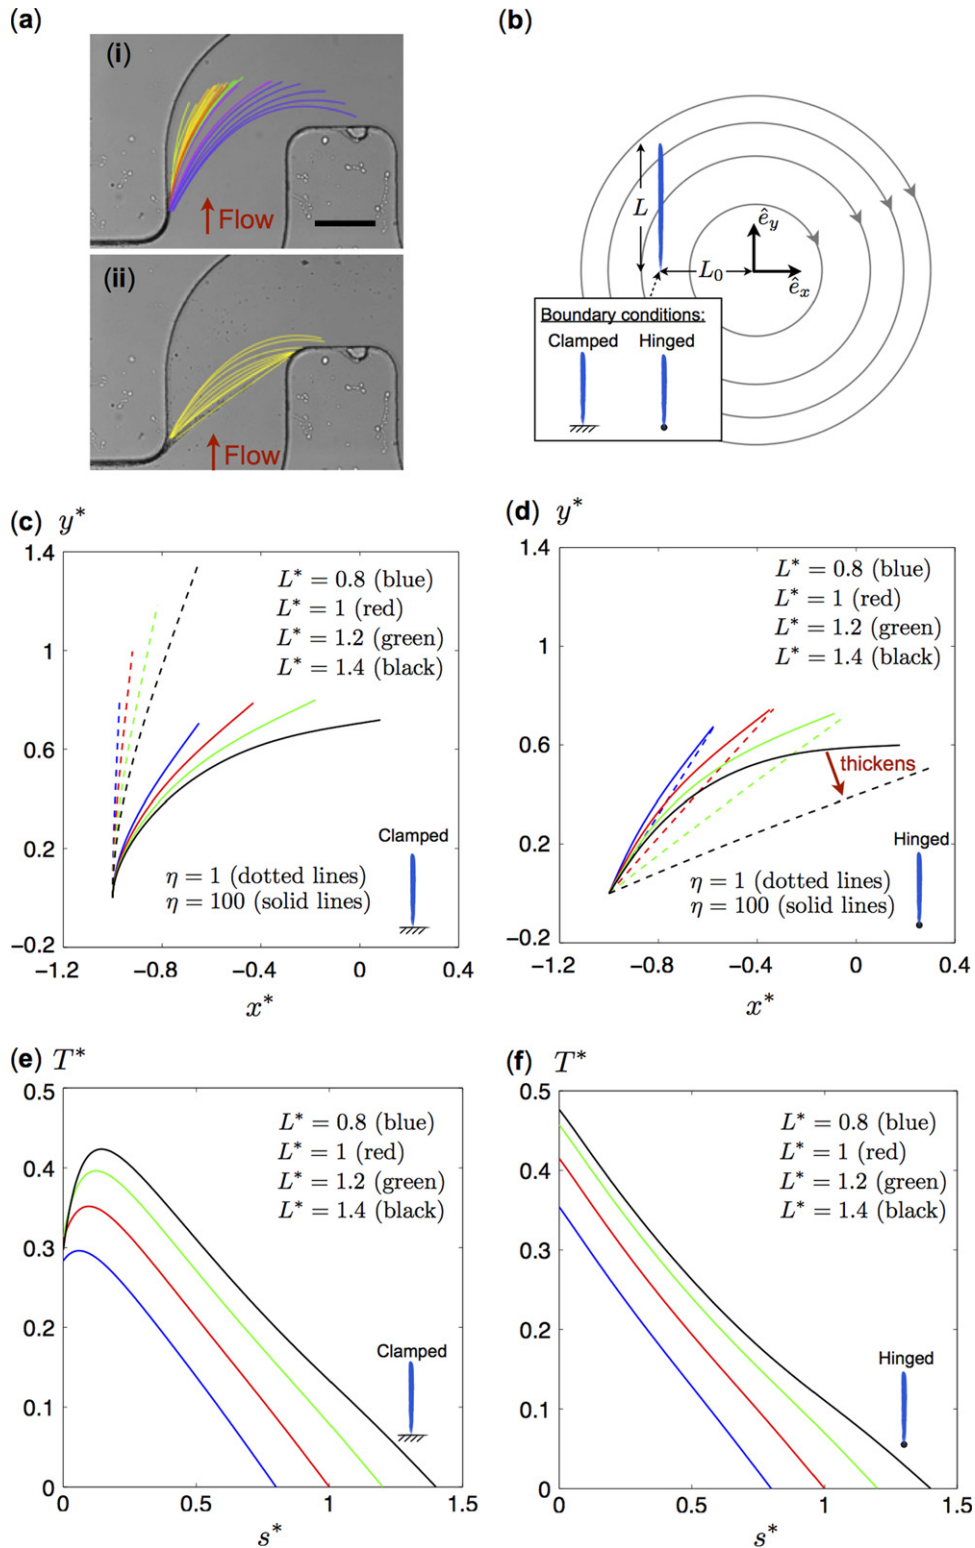 (a)
(i)
Flow
(ii)
Flow
(b)
L
L₀
ê_y
ê_x
Boundary conditions:
Clamped Hinged
(c) y*
1.4
1
0.6
0.2
−0.2
−1.2 −0.8 −0.4 0 0.4
x*
L* = 0.8 (blue)
L* = 1 (red)
L* = 1.2 (green)
L* = 1.4 (black)
Clamped
η = 1 (dotted lines)
η = 100 (solid lines)
(d) y*
1.4
1
0.6
0.2
−0.2
−1.2 −0.8 −0.4 0 0.4
x*
L* = 0.8 (blue)
L* = 1 (red)
L* = 1.2 (green)
L* = 1.4 (black)
thickens
Hinged
η = 1 (dotted lines)
η = 100 (solid lines)
(e) T*
0.5
0.4
0.3
0.2
0.1
0
0 0.5 1 1.5
s*
L* = 0.8 (blue)
L* = 1 (red)
L* = 1.2 (green)
L* = 1.4 (black)
Clamped
(f) T*
0.5
0.4
0.3
0.2
0.1
0
0 0.5 1 1.5
s*
L* = 0.8 (blue)
L* = 1 (red)
L* = 1.2 (green)
L* = 1.4 (black)
Hinged